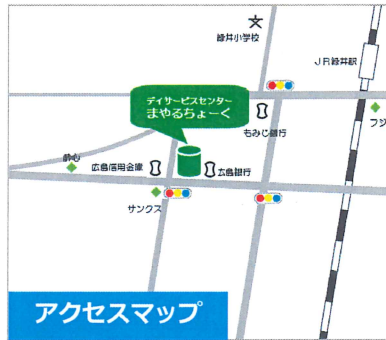 緑井小学校
JR緑井駅
デイサービスセンター
まやるちょーく
もみじ銀行
フジ
酔心
広島信用金庫
広島銀行
サンクス
アクセスマップ